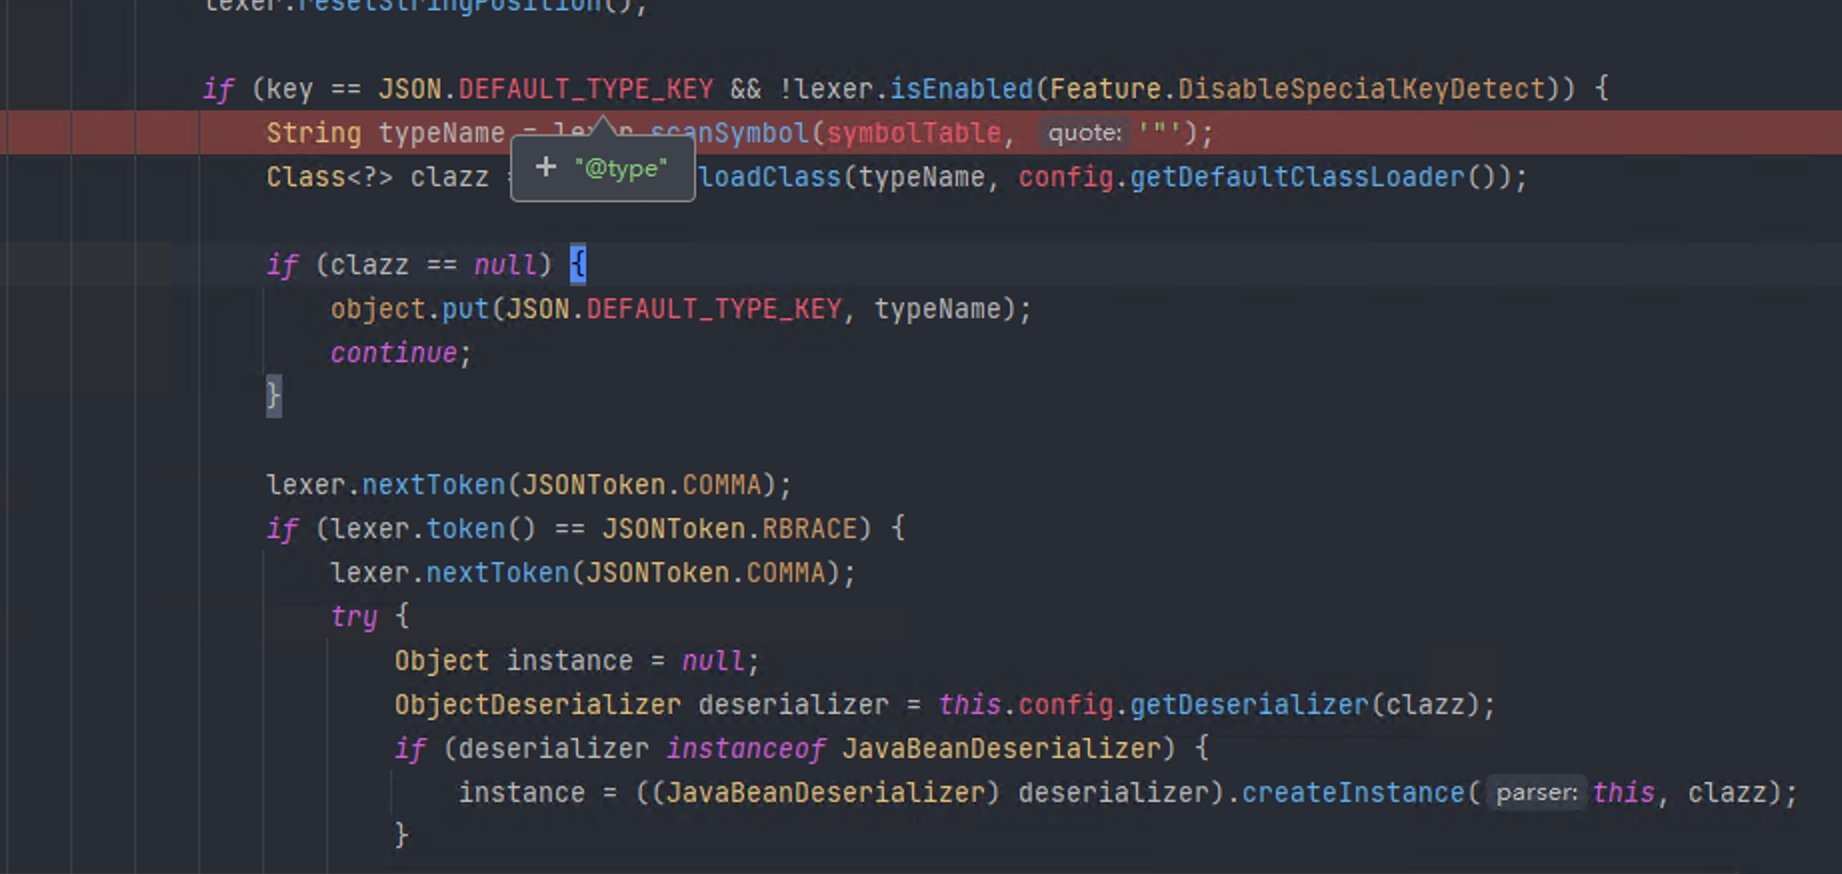 lexer.resetStringPosition();
if (key == JSON.DEFAULT_TYPE_KEY && !lexer.isEnabled(Feature.DisableSpecialKeyDetect)) {
String typeName = lexer.scanSymbol(symbolTable, quote: '"');
+ "@type"
Class<?> clazz loadClass(typeName, config.getDefaultClassLoader());
if (clazz == null) {
object.put(JSON.DEFAULT_TYPE_KEY, typeName);
continue;
}
lexer.nextToken(JSONToken.COMMA);
if (lexer.token() == JSONToken.RBRACE) {
lexer.nextToken(JSONToken.COMMA);
try {
Object instance = null;
ObjectDeserializer deserializer = this.config.getDeserializer(clazz);
if (deserializer instanceof JavaBeanDeserializer) {
instance = ((JavaBeanDeserializer) deserializer).createInstance( parser: this, clazz);
}